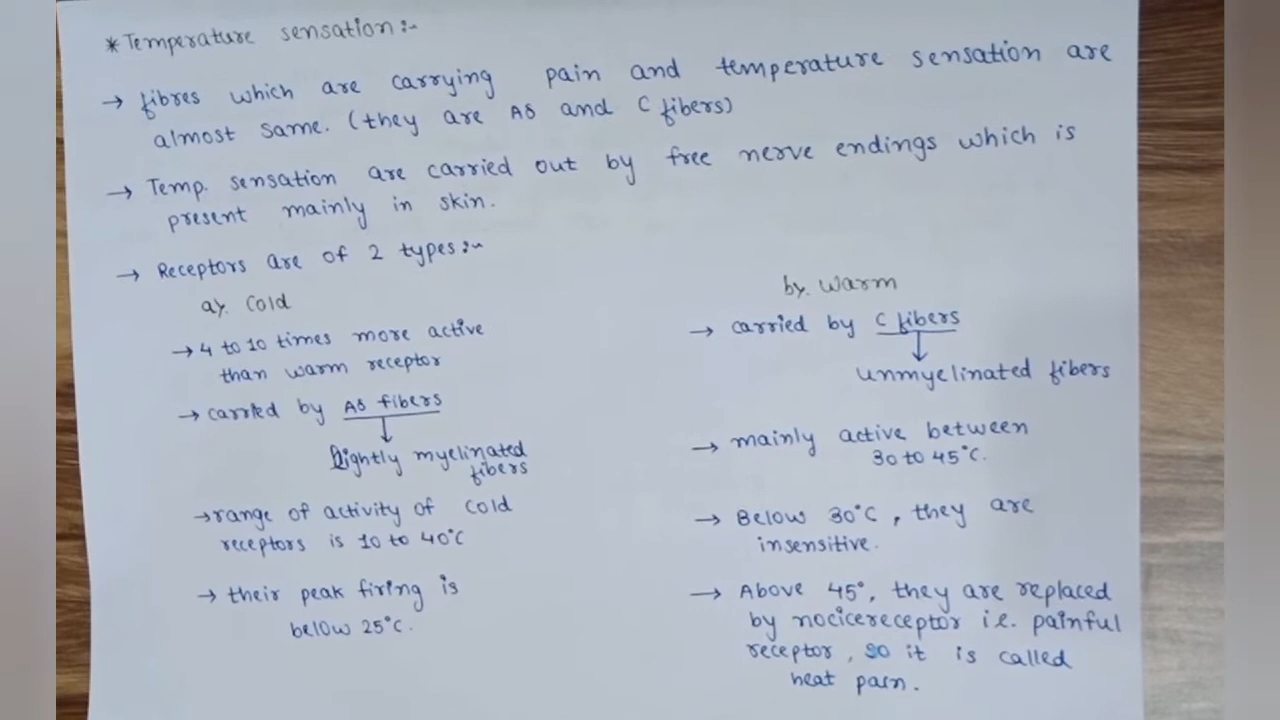 *Temperature sensation:-
→ fibres which are carrying pain and temperature sensation are
almost same. (they are Aδ and C fibers)
→ Temp. sensation are carried out by free nerve endings which is
present mainly in skin.
→ Receptors are of 2 types:-
a). Cold
→ 4 to 10 times more active
than warm receptor
→ carried by Aδ fibers
↓
Lightly myelinated
fibers
→ range of activity of cold
receptors is 10 to 40°C
→ their peak firing is
below 25°C.
b). Warm
→ carried by C fibers
↓
Unmyelinated fibers
→ mainly active between
30 to 45°C.
→ Below 30°C, they are
insensitive.
→ Above 45°, they are replaced
by nocicereceptor i.e. painful
receptor, so it is called
heat pain.